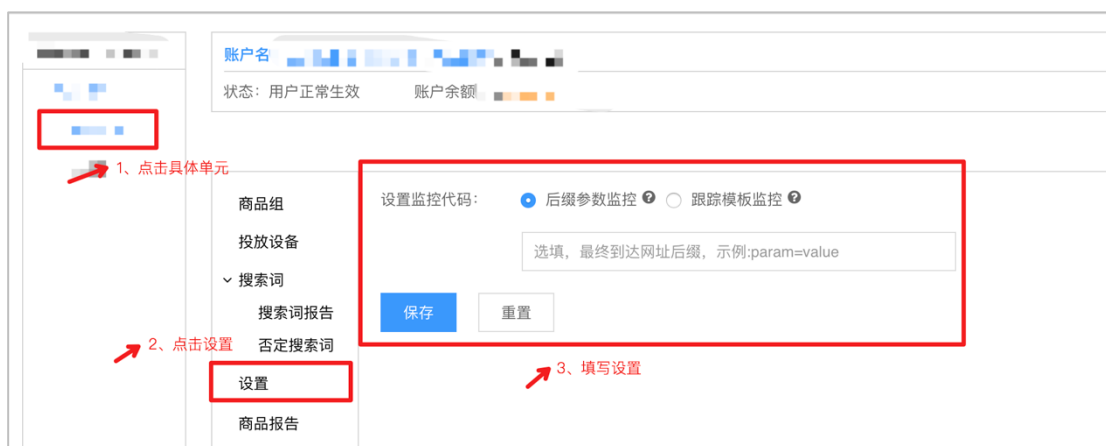 账户名
状态：用户正常生效 账户余额
1、点击具体单元
商品组
投放设备
搜索词
搜索词报告
否定搜索词
2、点击设置
设置
商品报告
设置监控代码： 后缀参数监控 跟踪模板监控
选填，最终到达网址后缀，示例:param=value
保存 重置
3、填写设置